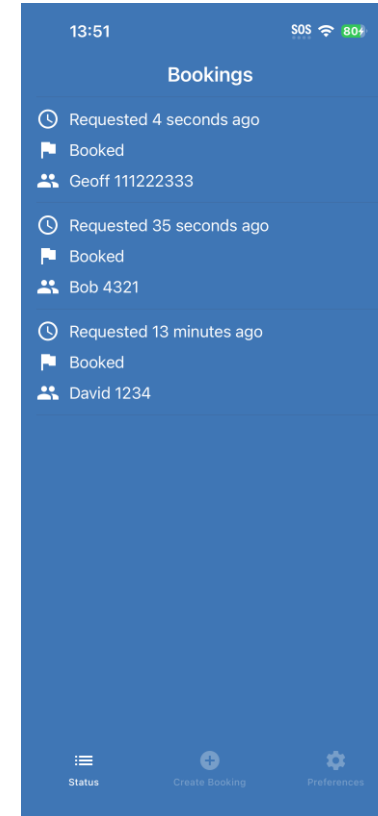 13:51 SOS 80
Bookings
Requested 4 seconds ago
Booked
Geoff 111222333
Requested 35 seconds ago
Booked
Bob 4321
Requested 13 minutes ago
Booked
David 1234
Status Create Booking Preferences